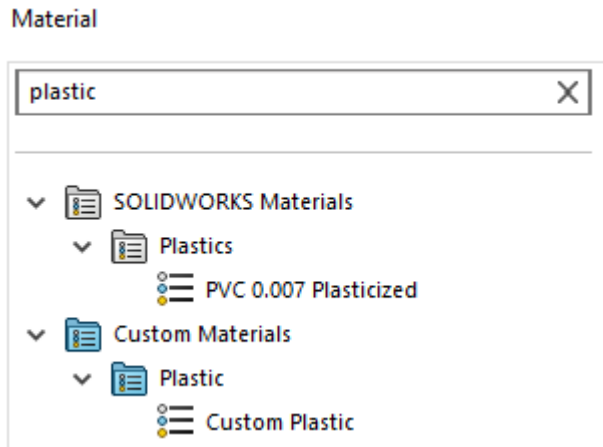 Material
plastic
SOLIDWORKS Materials
Plastics
PVC 0.007 Plasticized
Custom Materials
Plastic
Custom Plastic